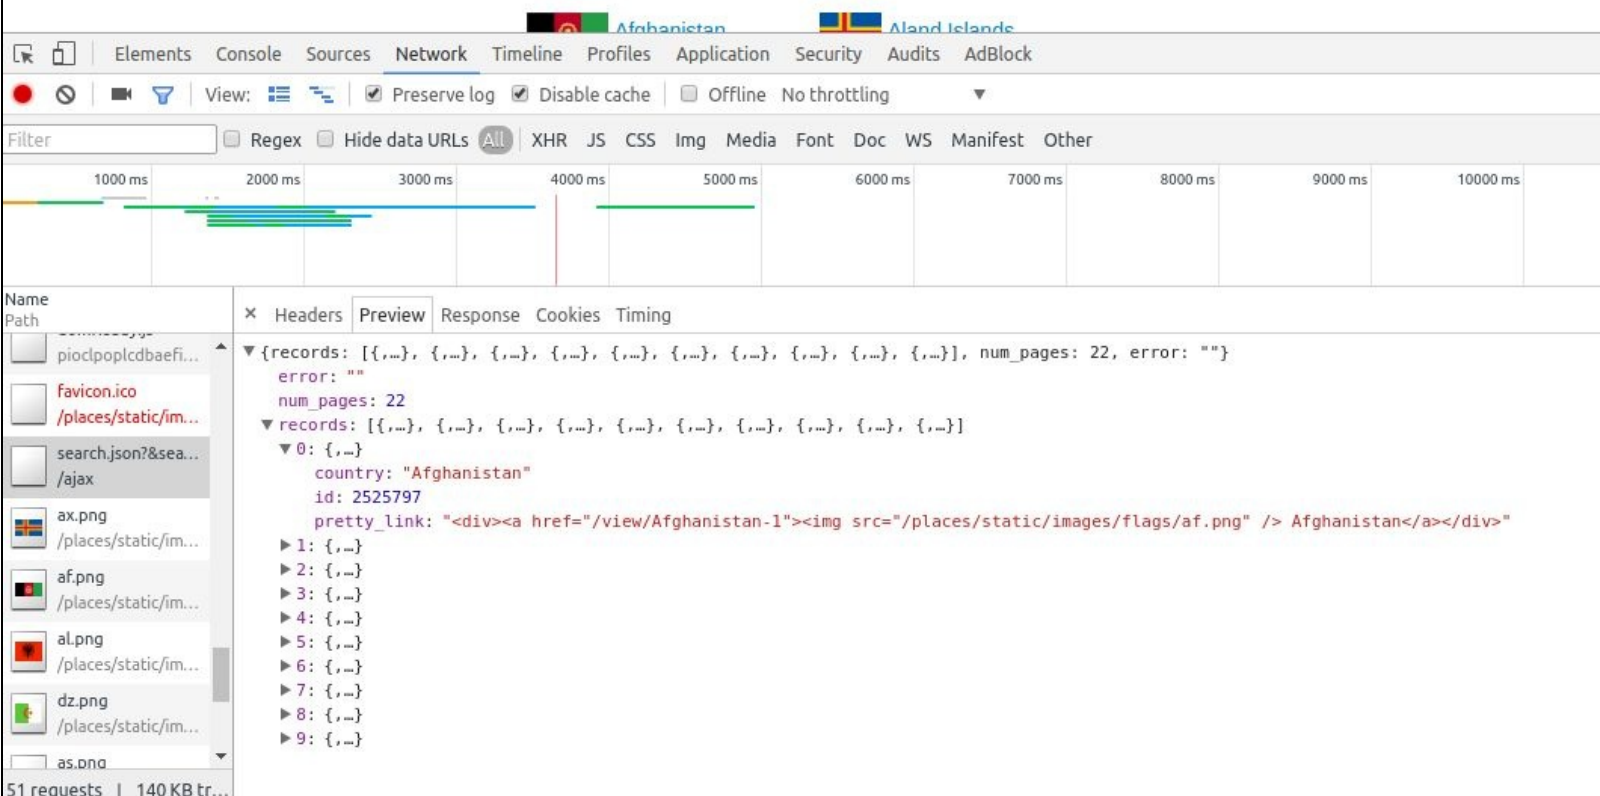 Afghanistan Aland Islands
Elements Console Sources Network Timeline Profiles Application Security Audits AdBlock
View: Preserve log Disable cache Offline No throttling ▼
Filter Regex Hide data URLs All XHR JS CSS Img Media Font Doc WS Manifest Other
1000 ms 2000 ms 3000 ms 4000 ms 5000 ms 6000 ms 7000 ms 8000 ms 9000 ms 10000 ms
Name
Path
× Headers Preview Response Cookies Timing
pioclpoplcdbaefi...
favicon.ico
/places/static/im...
search.json?&sea...
/ajax
ax.png
/places/static/im...
af.png
/places/static/im...
al.png
/places/static/im...
dz.png
/places/static/im...
as.png
51 requests | 140 KB tr...
▼{records: [{,…}, {,…}, {,…}, {,…}, {,…}, {,…}, {,…}, {,…}, {,…}, {,…}], num_pages: 22, error: ""}
error: ""
num_pages: 22
▼records: [{,…}, {,…}, {,…}, {,…}, {,…}, {,…}, {,…}, {,…}, {,…}, {,…}]
▼0: {,…}
country: "Afghanistan"
id: 2525797
pretty_link: "<div><a href="/view/Afghanistan-1"><img src="/places/static/images/flags/af.png" /> Afghanistan</a></div>"
▶1: {,…}
▶2: {,…}
▶3: {,…}
▶4: {,…}
▶5: {,…}
▶6: {,…}
▶7: {,…}
▶8: {,…}
▶9: {,…}